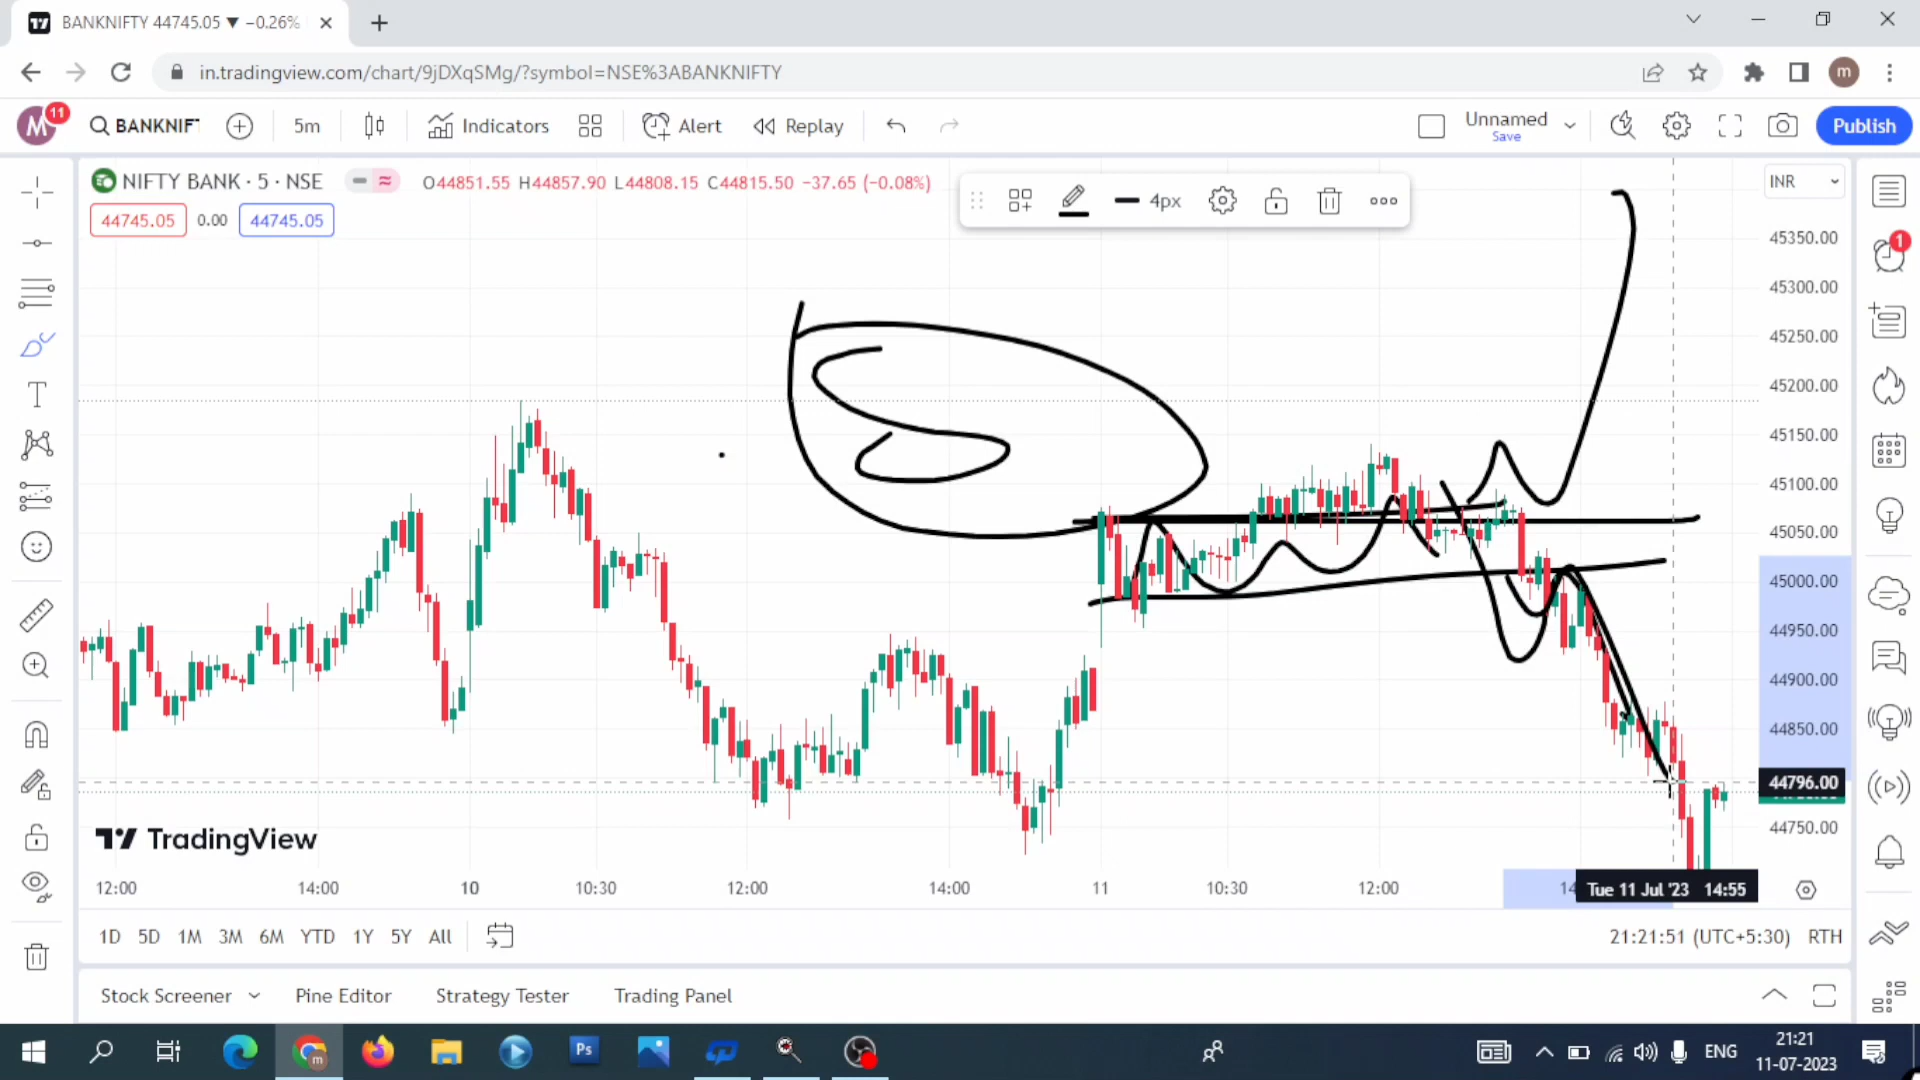 BANKNIFTY 44745.05 ▼ −0.26%
in.tradingview.com/chart/9jDXqSMg/?symbol=NSE%3ABANKNIFTY
m
M 11 BANKNIF 5m Indicators Alert Replay Unnamed Save Publish
NIFTY BANK · 5 · NSE O44851.55 H44857.90 L44808.15 C44815.50 −37.65 (−0.08%)
44745.05 0.00 44745.05
4px
INR
1
45350.00
45300.00
45250.00
45200.00
45150.00
45100.00
45050.00
45000.00
44950.00
44900.00
44850.00
44796.00
44750.00
TradingView
12:00 14:00 10 10:30 12:00 14:00 11 10:30 12:00 Tue 11 Jul '23 14:55
1D 5D 1M 3M 6M YTD 1Y 5Y All 21:21:51 (UTC+5:30) RTH
Stock Screener Pine Editor Strategy Tester Trading Panel
m Ps ENG 21:21
11-07-2023